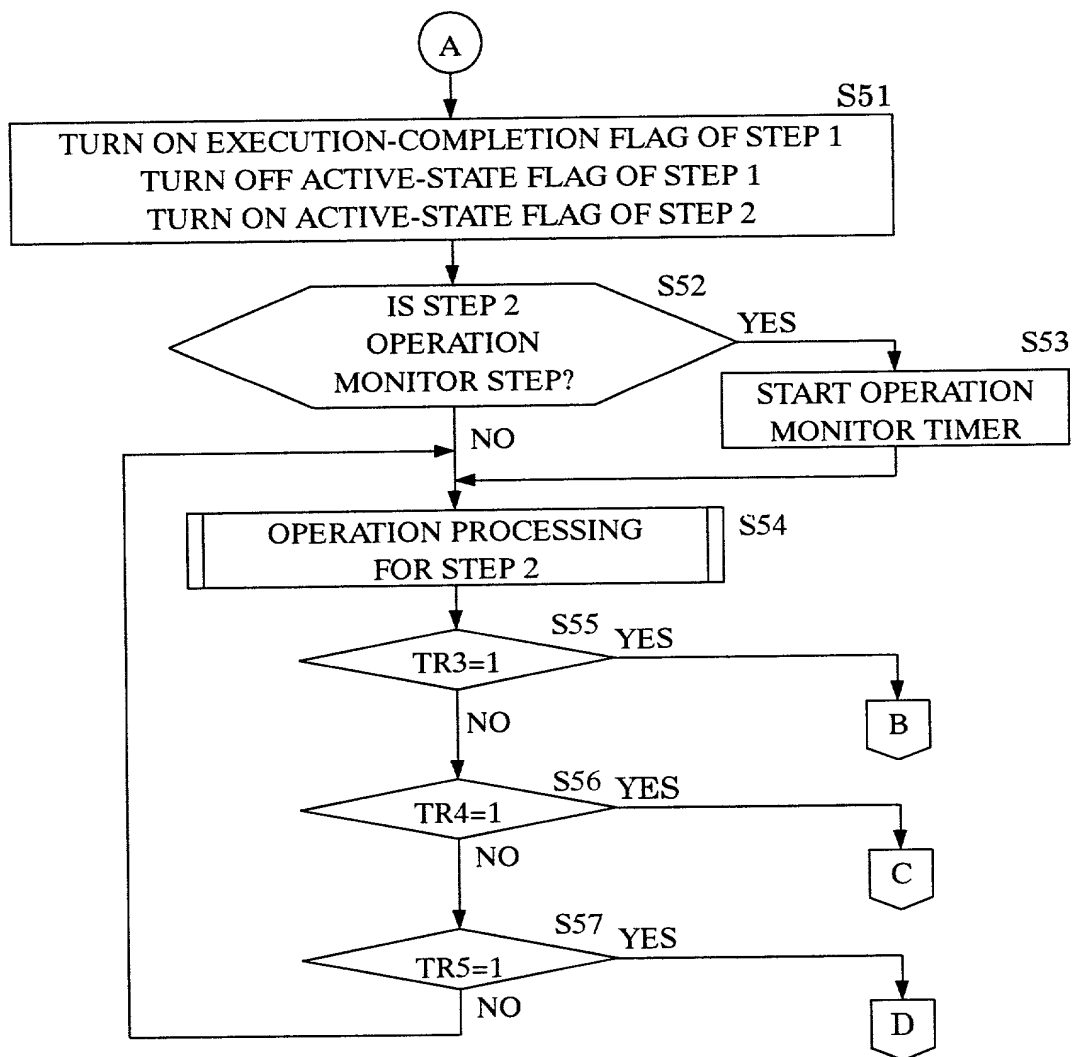 A
S51
TURN ON EXECUTION-COMPLETION FLAG OF STEP 1
TURN OFF ACTIVE-STATE FLAG OF STEP 1
TURN ON ACTIVE-STATE FLAG OF STEP 2
S52
IS STEP 2
OPERATION
MONITOR STEP?
YES
S53
START OPERATION
MONITOR TIMER
NO
OPERATION PROCESSING
FOR STEP 2
S54
S55
YES
TR3=1
B
NO
S56
YES
TR4=1
NO
C
S57
YES
TR5=1
NO
D